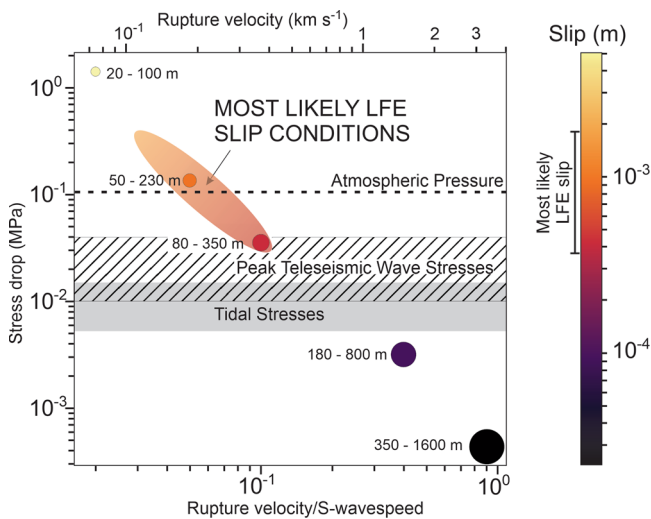 Rupture velocity (km s⁻¹)
10⁻¹ 1 2 3
Slip (m)
10⁰
20 - 100 m
MOST LIKELY LFE
SLIP CONDITIONS
50 - 230 m
10⁻¹
Atmospheric Pressure
10⁻³
Most likely
LFE slip
80 - 350 m
Peak Teleseismic Wave Stresses
10⁻²
Tidal Stresses
180 - 800 m
10⁻⁴
10⁻³
350 - 1600 m
Stress drop (MPa)
10⁻¹ 10⁰
Rupture velocity/S-wavespeed